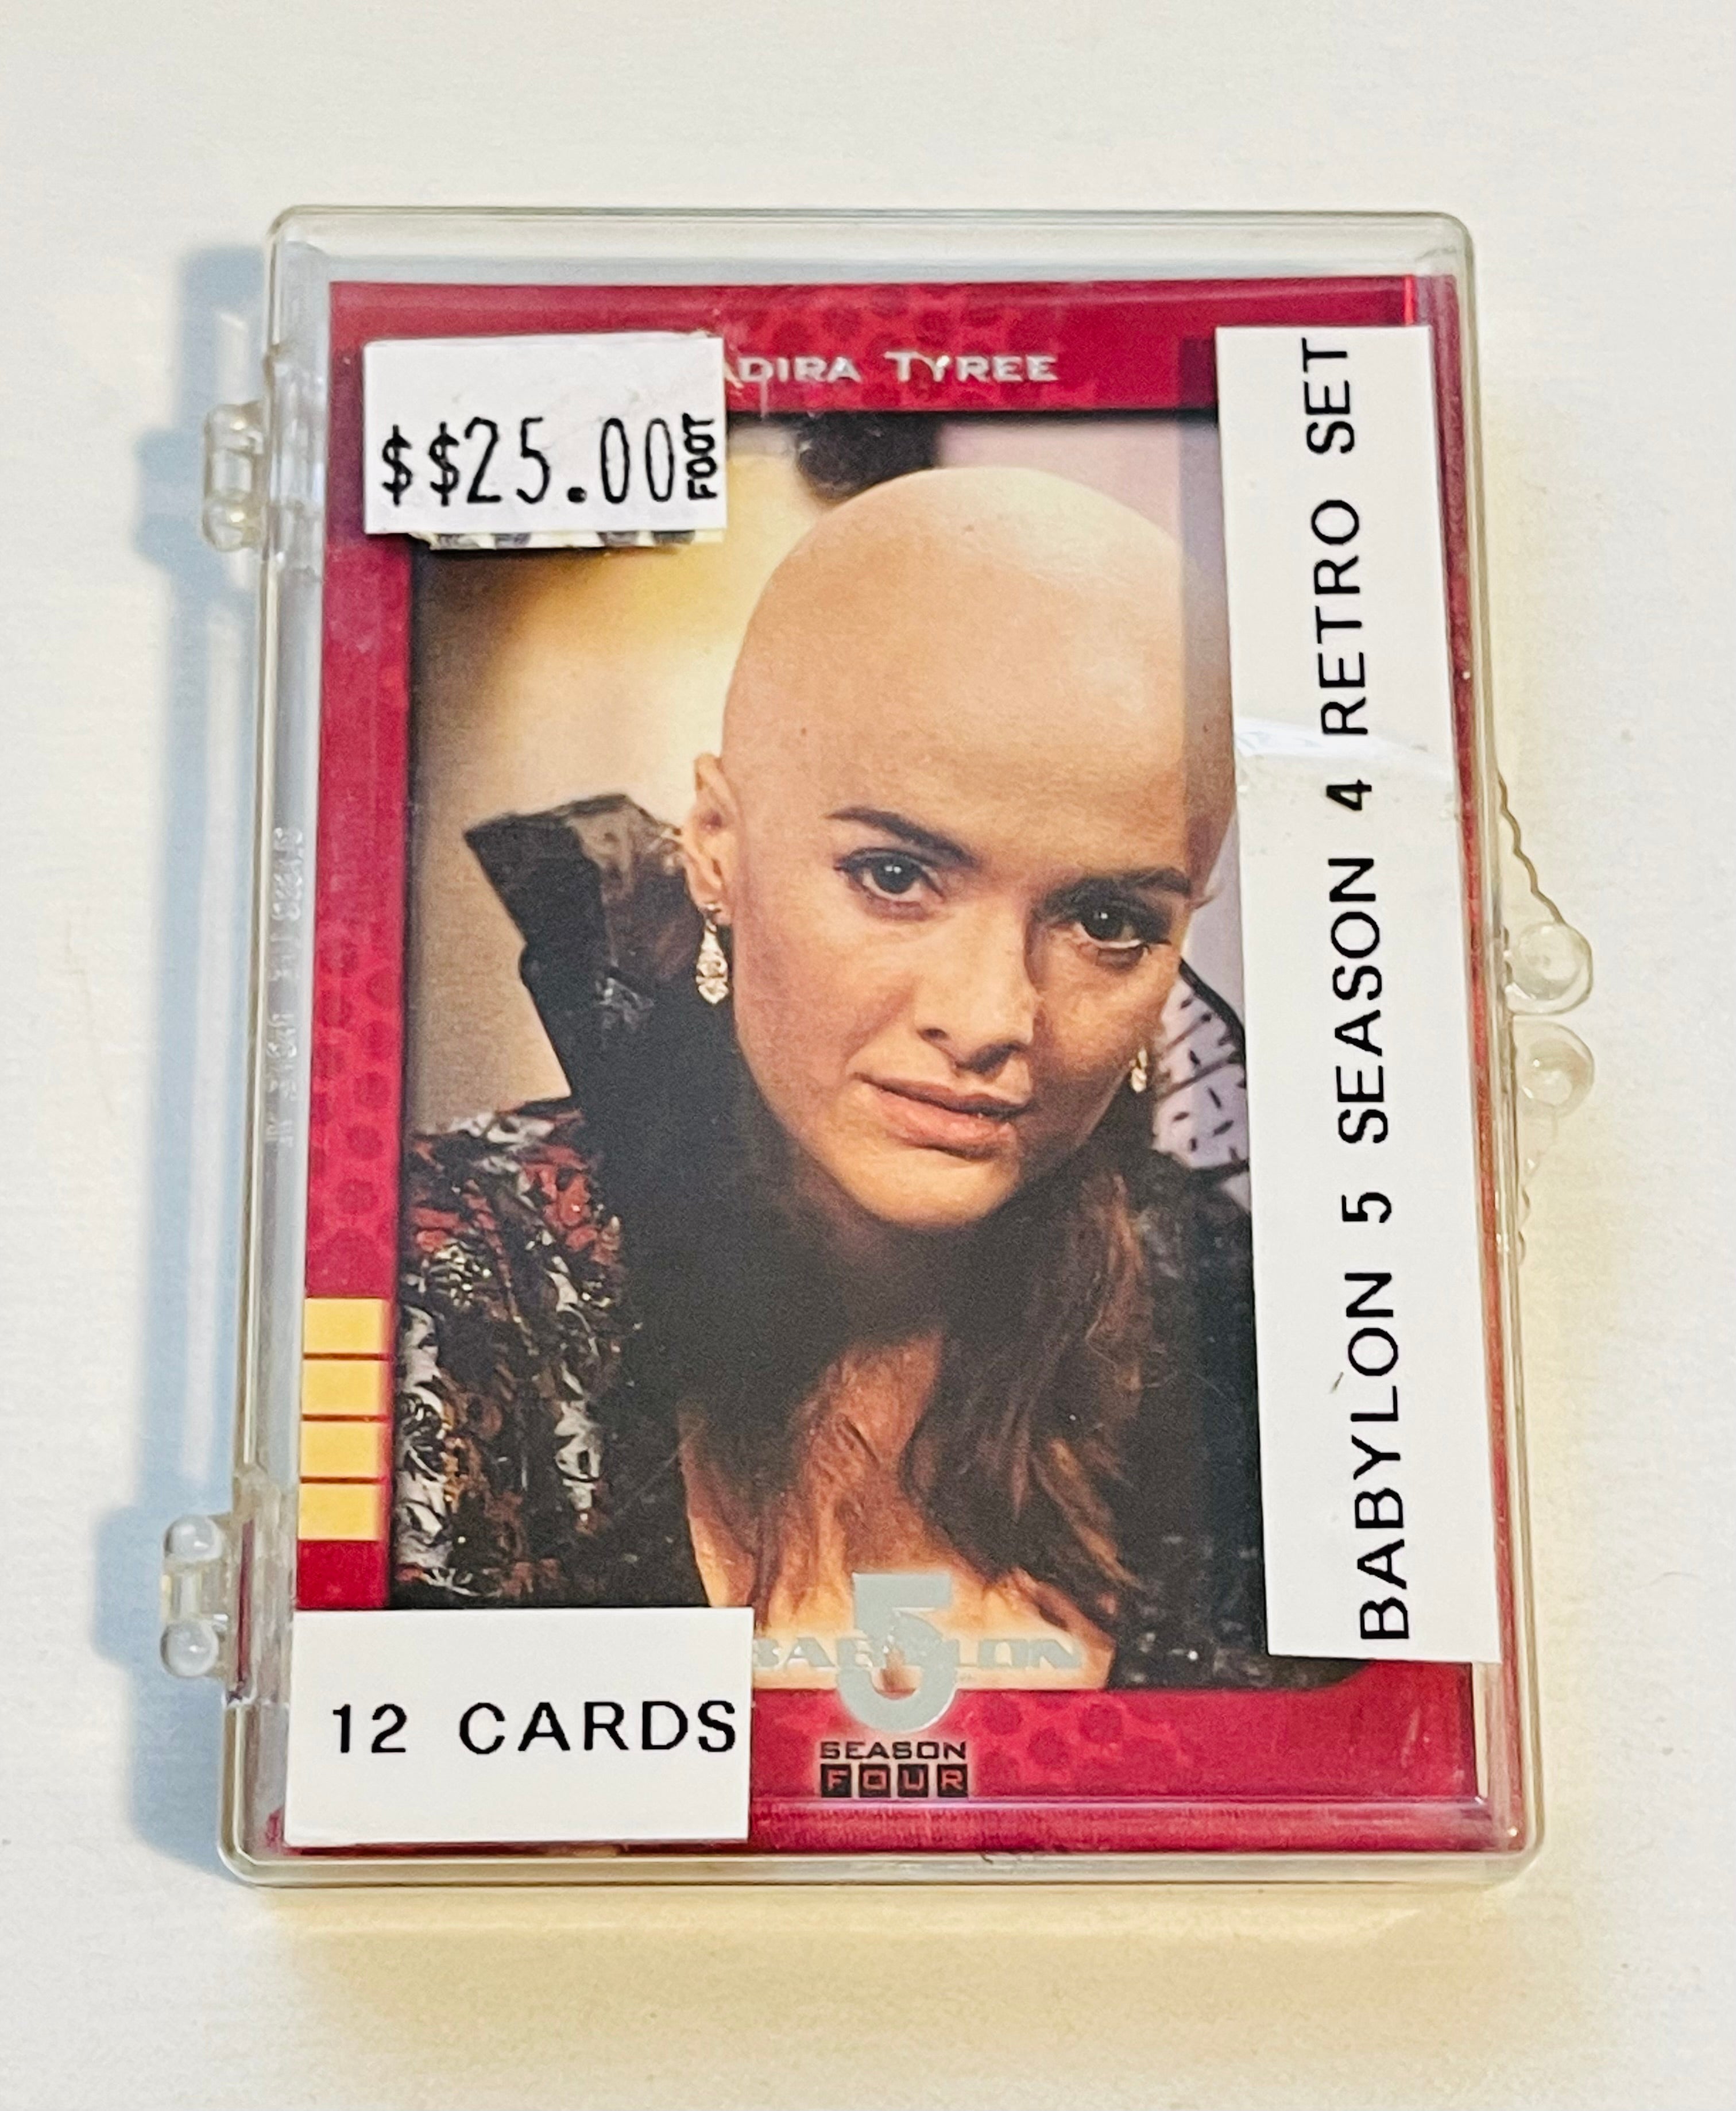 ADIRA TYREE
$$25.00 FOOT
BABYLON 5 SEASON 4 RETRO SET
BABYLON
5
SEASON
FOUR
12 CARDS